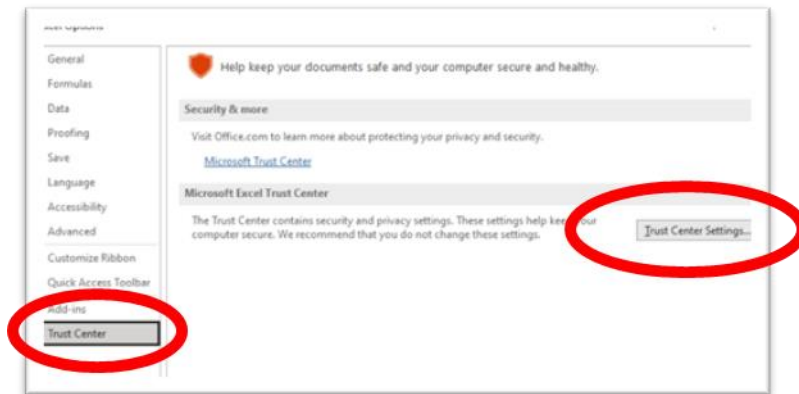 General
Formulas
Data
Proofing
Save
Language
Accessibility
Advanced
Customize Ribbon
Quick Access Toolbar
Add-ins
Trust Center
Help keep your documents safe and your computer secure and healthy.
Security & more
Visit Office.com to learn more about protecting your privacy and security.
Microsoft Trust Center
Microsoft Excel Trust Center
The Trust Center contains security and privacy settings. These settings help keep your
computer secure. We recommend that you do not change these settings.
Trust Center Settings...